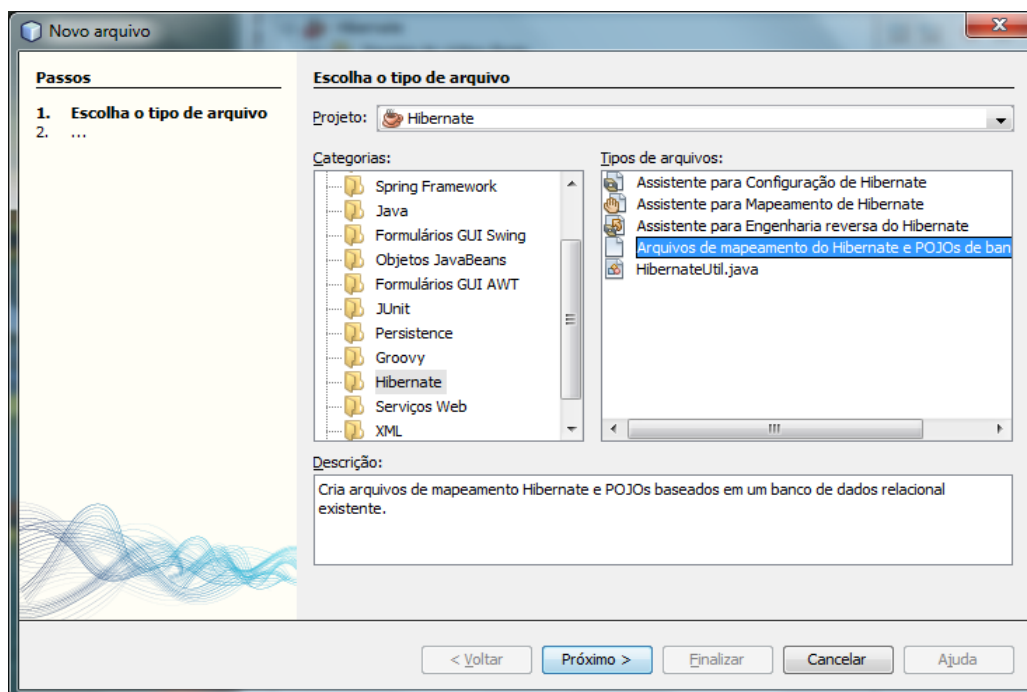 Novo arquivo
Passos
1. Escolha o tipo de arquivo
2. ...
Escolha o tipo de arquivo
Projeto: Hibernate
Categorias:
Spring Framework
Java
Formulários GUI Swing
Objetos JavaBeans
Formulários GUI AWT
JUnit
Persistence
Groovy
Hibernate
Serviços Web
XML
Tipos de arquivos:
Assistente para Configuração de Hibernate
Assistente para Mapeamento de Hibernate
Assistente para Engenharia reversa do Hibernate
Arquivos de mapeamento do Hibernate e POJOs de ban
HibernateUtil.java
Descrição:
Cria arquivos de mapeamento Hibernate e POJOs baseados em um banco de dados relacional
existente.
< Voltar Próximo > Finalizar Cancelar Ajuda